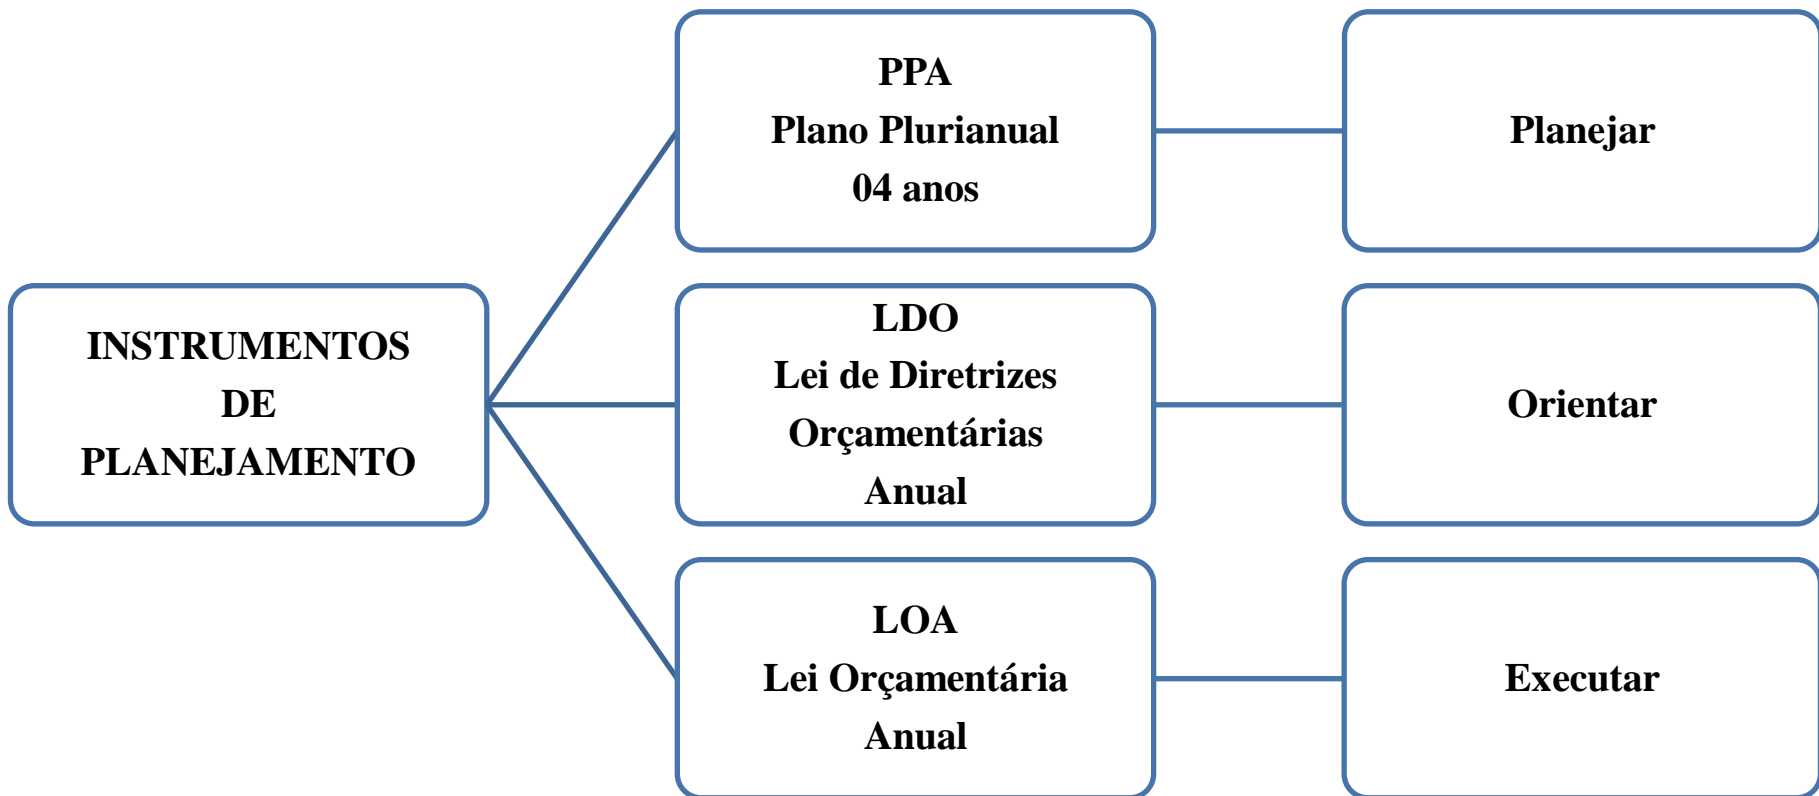 INSTRUMENTOS
DE
PLANEJAMENTO
PPA
Plano Plurianual
04 anos
Planejar
LDO
Lei de Diretrizes
Orçamentárias
Anual
Orientar
LOA
Lei Orçamentária
Anual
Executar